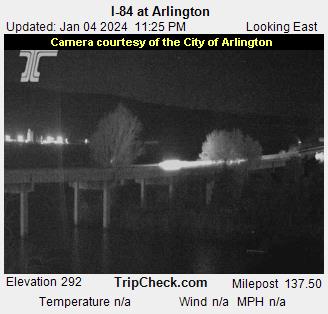 I-84 at Arlington
Updated: Jan 04 2024 11:25 PM Looking East
Camera courtesy of the City of Arlington
Elevation 292 TripCheck.com Milepost 137.50
Temperature n/a Wind n/a MPH n/a